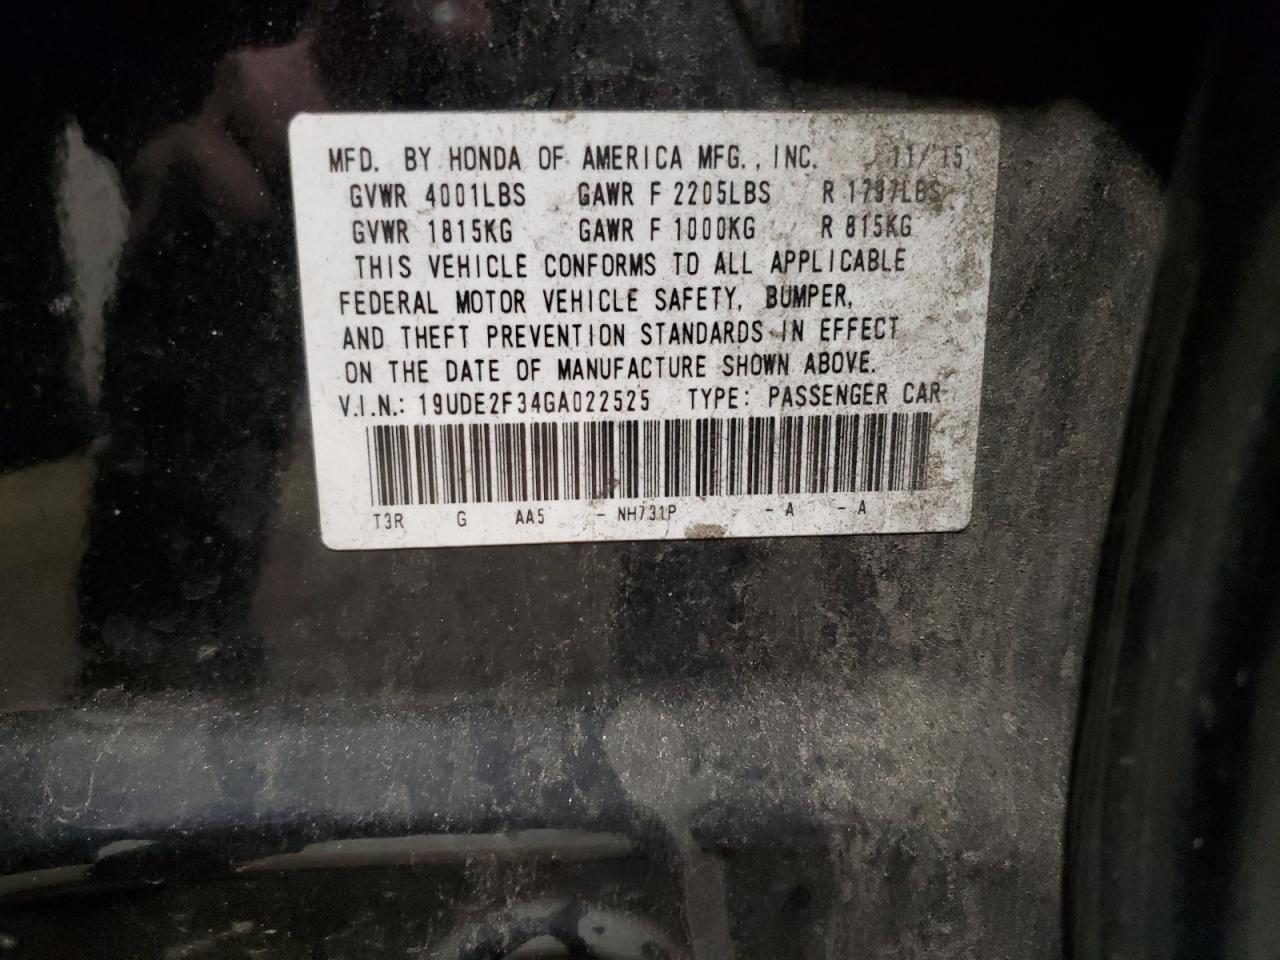 MFD. BY HONDA OF AMERICA MFG., INC. 11/15
GVWR 4001LBS GAWR F 2205LBS R 1797LBS
GVWR 1815KG GAWR F 1000KG R 815KG
THIS VEHICLE CONFORMS TO ALL APPLICABLE
FEDERAL MOTOR VEHICLE SAFETY, BUMPER,
AND THEFT PREVENTION STANDARDS IN EFFECT
ON THE DATE OF MANUFACTURE SHOWN ABOVE.
V.I.N.: 19UDE2F34GA022525 TYPE: PASSENGER CAR
T3R G AA5 - NH731P - A - A